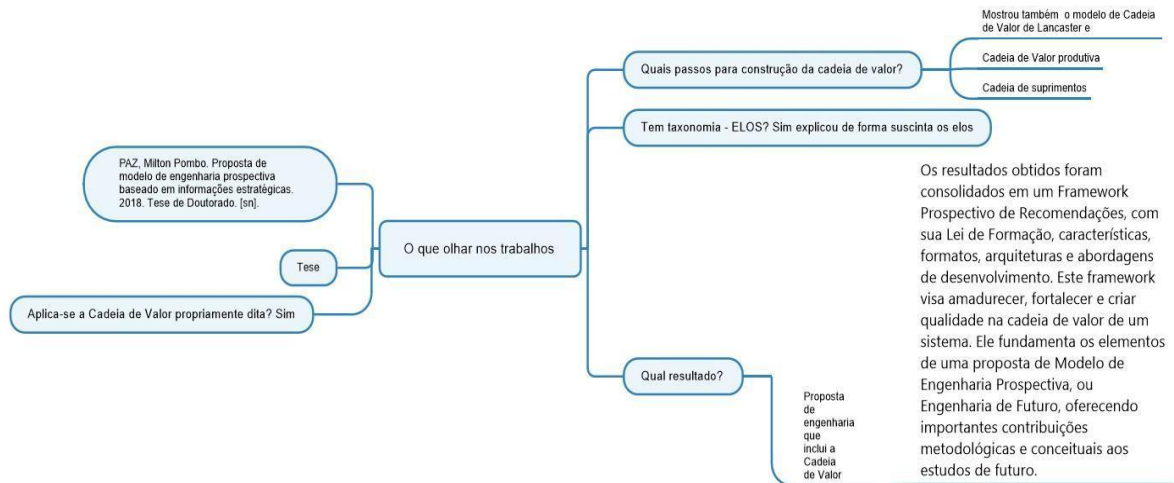 PAZ, Milton Pombo. Proposta de
modelo de engenharia prospectiva
baseado em informações estratégicas.
2018. Tese de Doutorado. [sn].
Tese
Aplica-se a Cadeia de Valor propriamente dita? Sim
O que olhar nos trabalhos
Quais passos para construção da cadeia de valor?
Mostrou também o modelo de Cadeia
de Valor de Lancaster e
Cadeia de Valor produtiva
Cadeia de suprimentos
Tem taxonomia - ELOS? Sim explicou de forma suscinta os elos
Qual resultado?
Proposta
de
engenharia
que
inclui a
Cadeia
de Valor
Os resultados obtidos foram
consolidados em um Framework
Prospectivo de Recomendações, com
sua Lei de Formação, características,
formatos, arquiteturas e abordagens
de desenvolvimento. Este framework
visa amadurecer, fortalecer e criar
qualidade na cadeia de valor de um
sistema. Ele fundamenta os elementos
de uma proposta de Modelo de
Engenharia Prospectiva, ou
Engenharia de Futuro, oferecendo
importantes contribuições
metodológicas e conceituais aos
estudos de futuro.